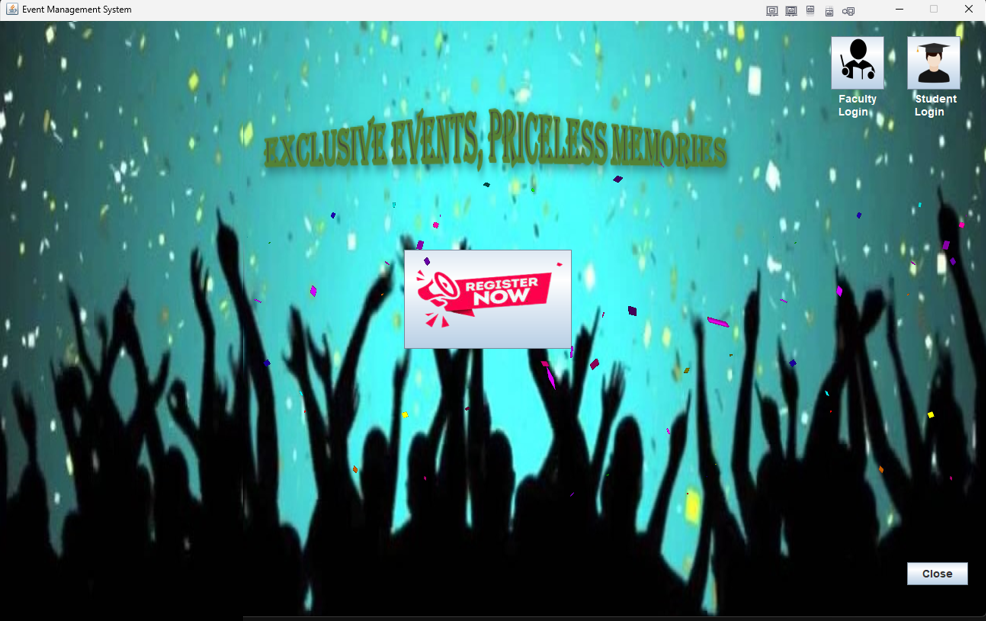 Event Management System
Faculty
Login
Student
Login
EXCLUSIVE EVENTS, PRICELESS MEMORIES
REGISTER
NOW
Close